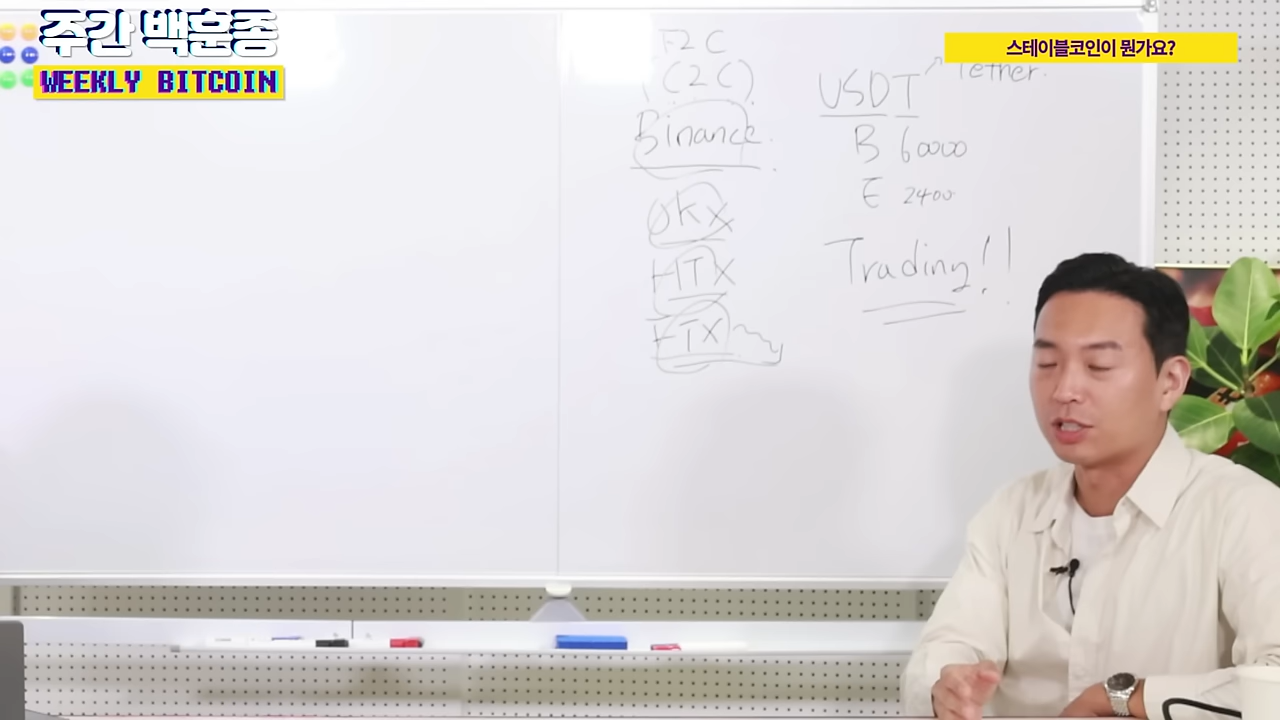 주간 백훈종
WEEKLY BITCOIN
스테이블코인이 뭔가요?
F2C
(C2C)
Binance.
OKX
HTX
FTX
USDT
Tether.
B 60000
E 2400
Trading!!